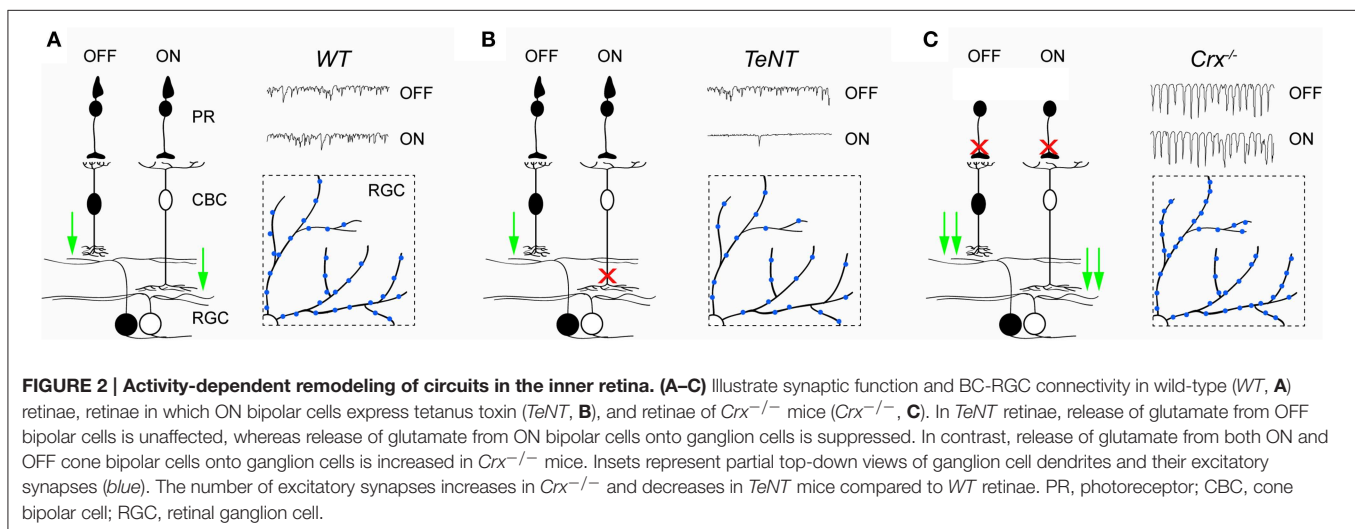 A
OFF ON
WT
OFF
ON
PR
CBC
RGC
RGC
B
OFF ON
TeNT
OFF
ON
C
OFF ON
Crx-/-
OFF
ON
FIGURE 2 | Activity-dependent remodeling of circuits in the inner retina. (A–C) Illustrate synaptic function and BC-RGC connectivity in wild-type (WT, A)
retinae, retinae in which ON bipolar cells express tetanus toxin (TeNT, B), and retinae of Crx−/− mice (Crx−/−, C). In TeNT retinae, release of glutamate from OFF
bipolar cells is unaffected, whereas release of glutamate from ON bipolar cells onto ganglion cells is suppressed. In contrast, release of glutamate from both ON and
OFF cone bipolar cells onto ganglion cells is increased in Crx−/− mice. Insets represent partial top-down views of ganglion cell dendrites and their excitatory
synapses (blue). The number of excitatory synapses increases in Crx−/− and decreases in TeNT mice compared to WT retinae. PR, photoreceptor; CBC, cone
bipolar cell; RGC, retinal ganglion cell.